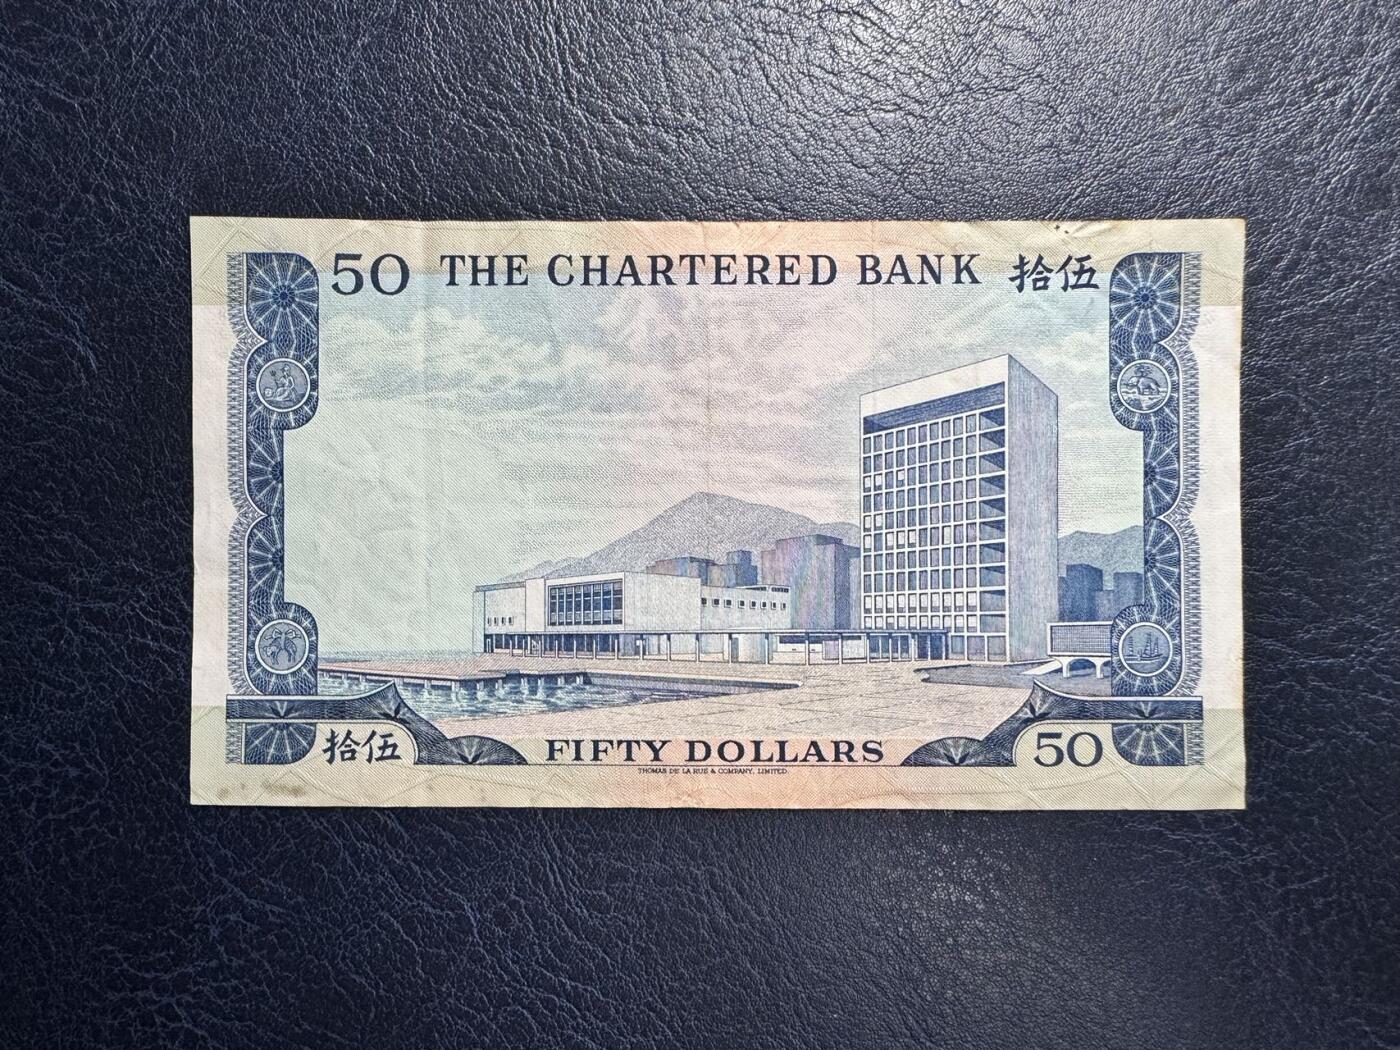 50 THE CHARTERED BANK 拾伍
拾伍 FIFTY DOLLARS 50
THOMAS DE LA RUE & COMPANY, LIMITED.